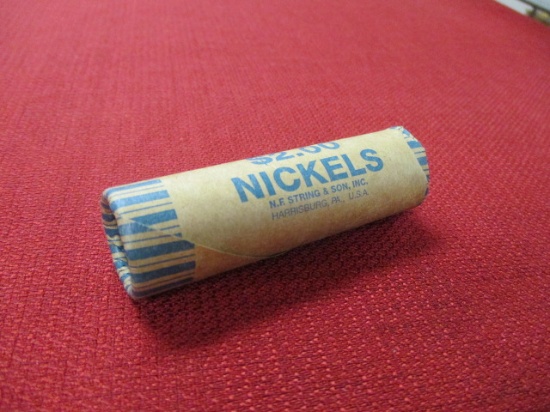 $2.00
NICKELS
N.F. STRING & SON, INC.
HARRISBURG, PA., U.S.A.